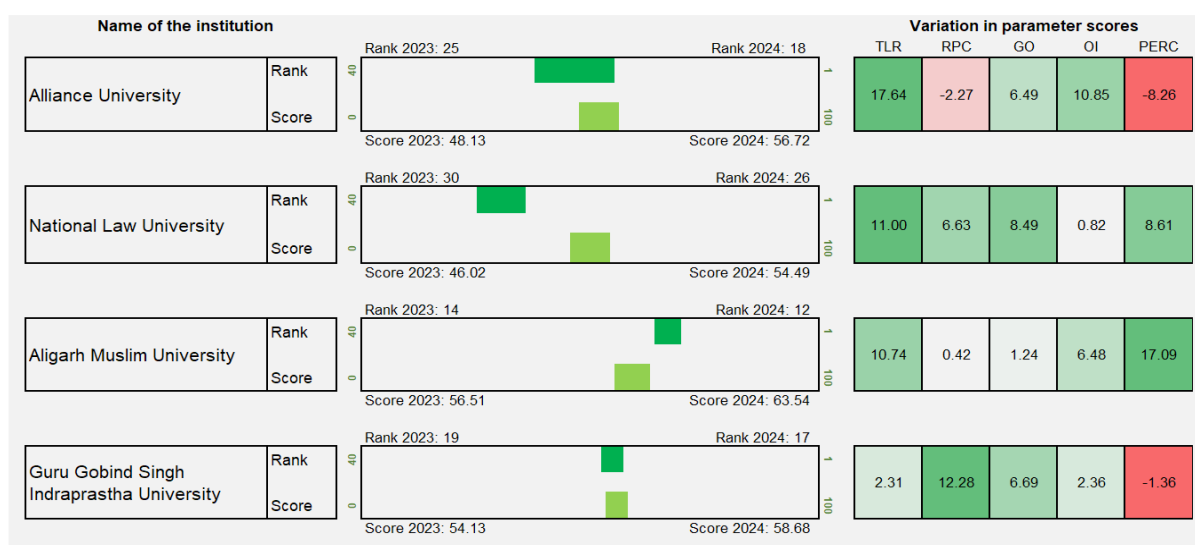 Name of the institution
Variation in parameter scores
TLR RPC GO OI PERC
Rank 2023: 25 Rank 2024: 18
Alliance University
Rank
Score
40 1
0 100
17.64 -2.27 6.49 10.85 -8.26
Score 2023: 48.13 Score 2024: 56.72
Rank 2023: 30 Rank 2024: 26
National Law University
Rank
Score
40 1
0 100
11.00 6.63 8.49 0.82 8.61
Score 2023: 46.02 Score 2024: 54.49
Rank 2023: 14 Rank 2024: 12
Aligarh Muslim University
Rank
Score
40 1
0 100
10.74 0.42 1.24 6.48 17.09
Score 2023: 56.51 Score 2024: 63.54
Rank 2023: 19 Rank 2024: 17
Guru Gobind Singh
Indraprastha University
Rank
Score
40 1
0 100
2.31 12.28 6.69 2.36 -1.36
Score 2023: 54.13 Score 2024: 58.68